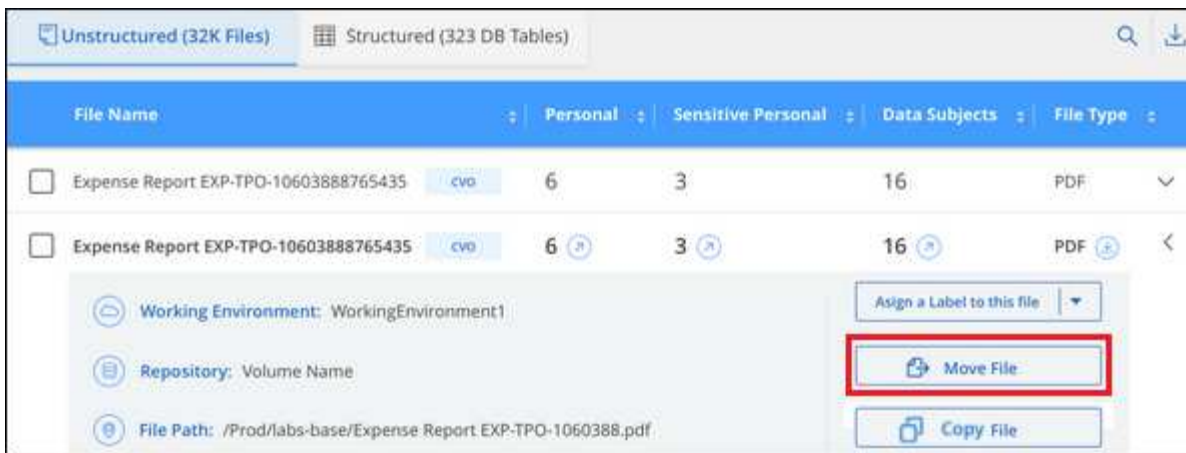 Unstructured (32K Files) Structured (323 DB Tables)
File Name Personal Sensitive Personal Data Subjects File Type
Expense Report EXP-TPO-10603888765435 CVO 6 3 16 PDF
Expense Report EXP-TPO-10603888765435 CVO 6 3 16 PDF
Working Environment: WorkingEnvironment1 Asign a Label to this file
Repository: Volume Name Move File
File Path: /Prod/labs-base/Expense Report EXP-TPO-1060388.pdf Copy File